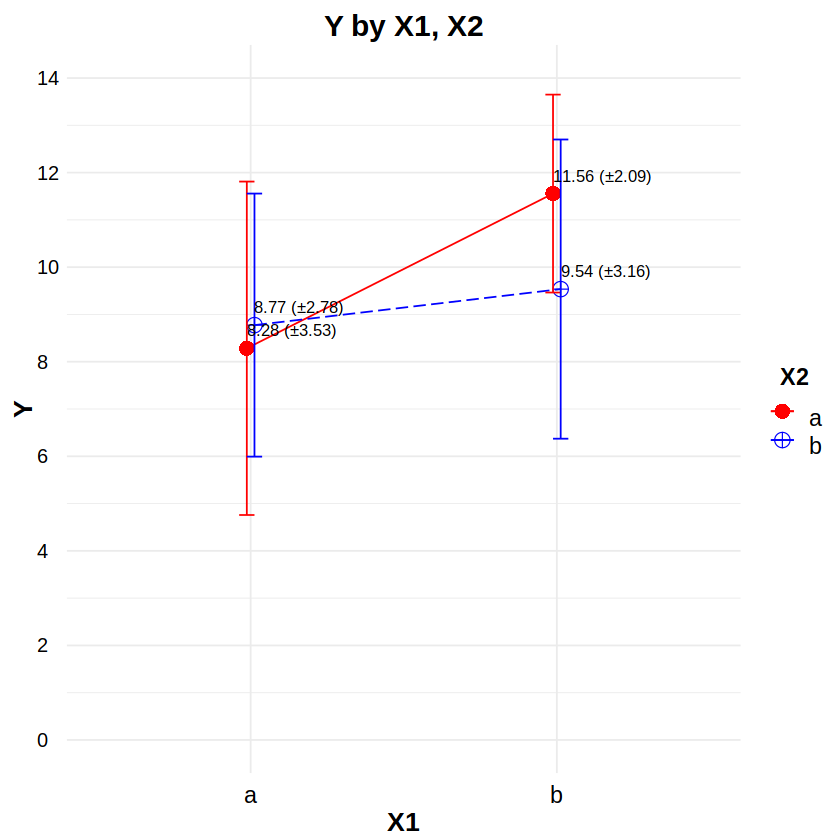 Y by X1, X2
14
12
10
8
6
4
2
0
Y
11.56 (±2.09)
9.54 (±3.16)
8.77 (±2.78)
8.28 (±3.53)
a
b
X1
X2
a
b